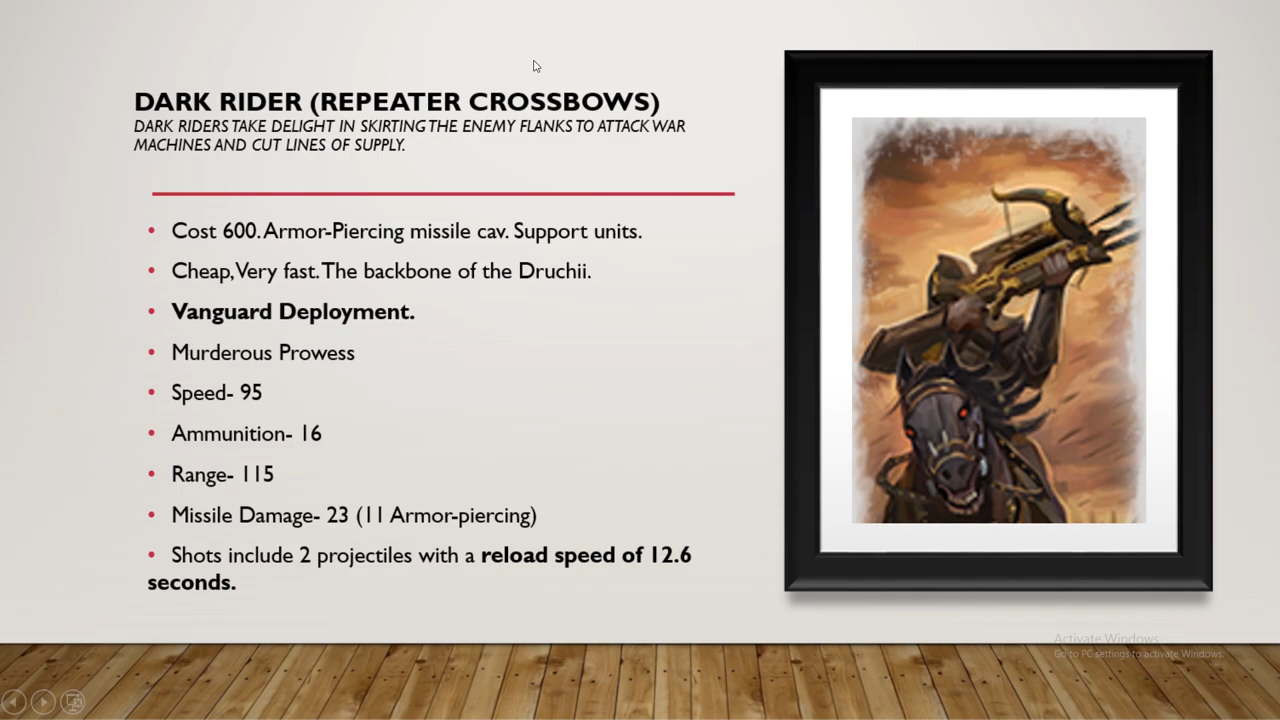 DARK RIDER (REPEATER CROSSBOWS)
DARK RIDERS TAKE DELIGHT IN SKIRTING THE ENEMY FLANKS TO ATTACK WAR
MACHINES AND CUT LINES OF SUPPLY.
• Cost 600. Armor-Piercing missile cav. Support units.
• Cheap, Very fast. The backbone of the Druchii.
• Vanguard Deployment.
• Murderous Prowess
• Speed- 95
• Ammunition- 16
• Range- 115
• Missile Damage- 23 (11 Armor-piercing)
• Shots include 2 projectiles with a reload speed of 12.6
seconds.
Activate Windows
Go to PC settings to activate Windows.